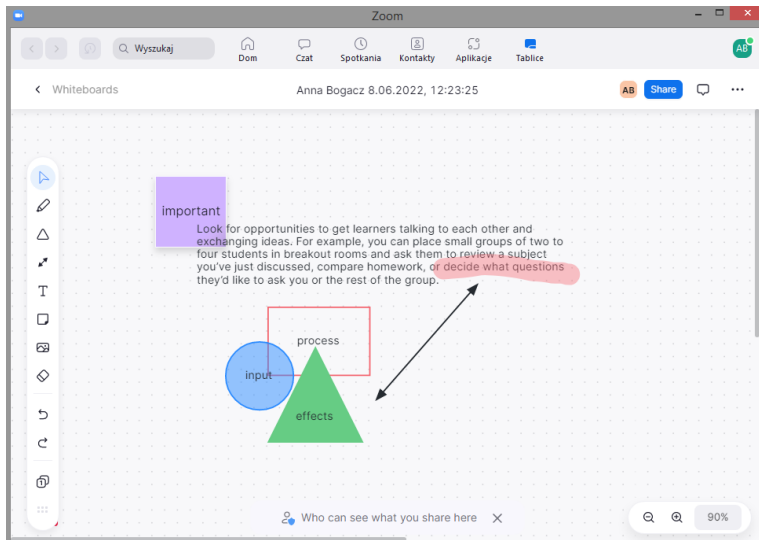 Zoom
Wyszukaj
Dom
Czat
Spotkania
Kontakty
Aplikacje
Tablice
AB
Whiteboards
Anna Bogacz 8.06.2022, 12:23:25
AB
Share
important
Look for opportunities to get learners talking to each other and
exchanging ideas. For example, you can place small groups of two to
four students in breakout rooms and ask them to review a subject
you've just discussed, compare homework, or decide what questions
they'd like to ask you or the rest of the group.
process
input
effects
T
1
Who can see what you share here
90%